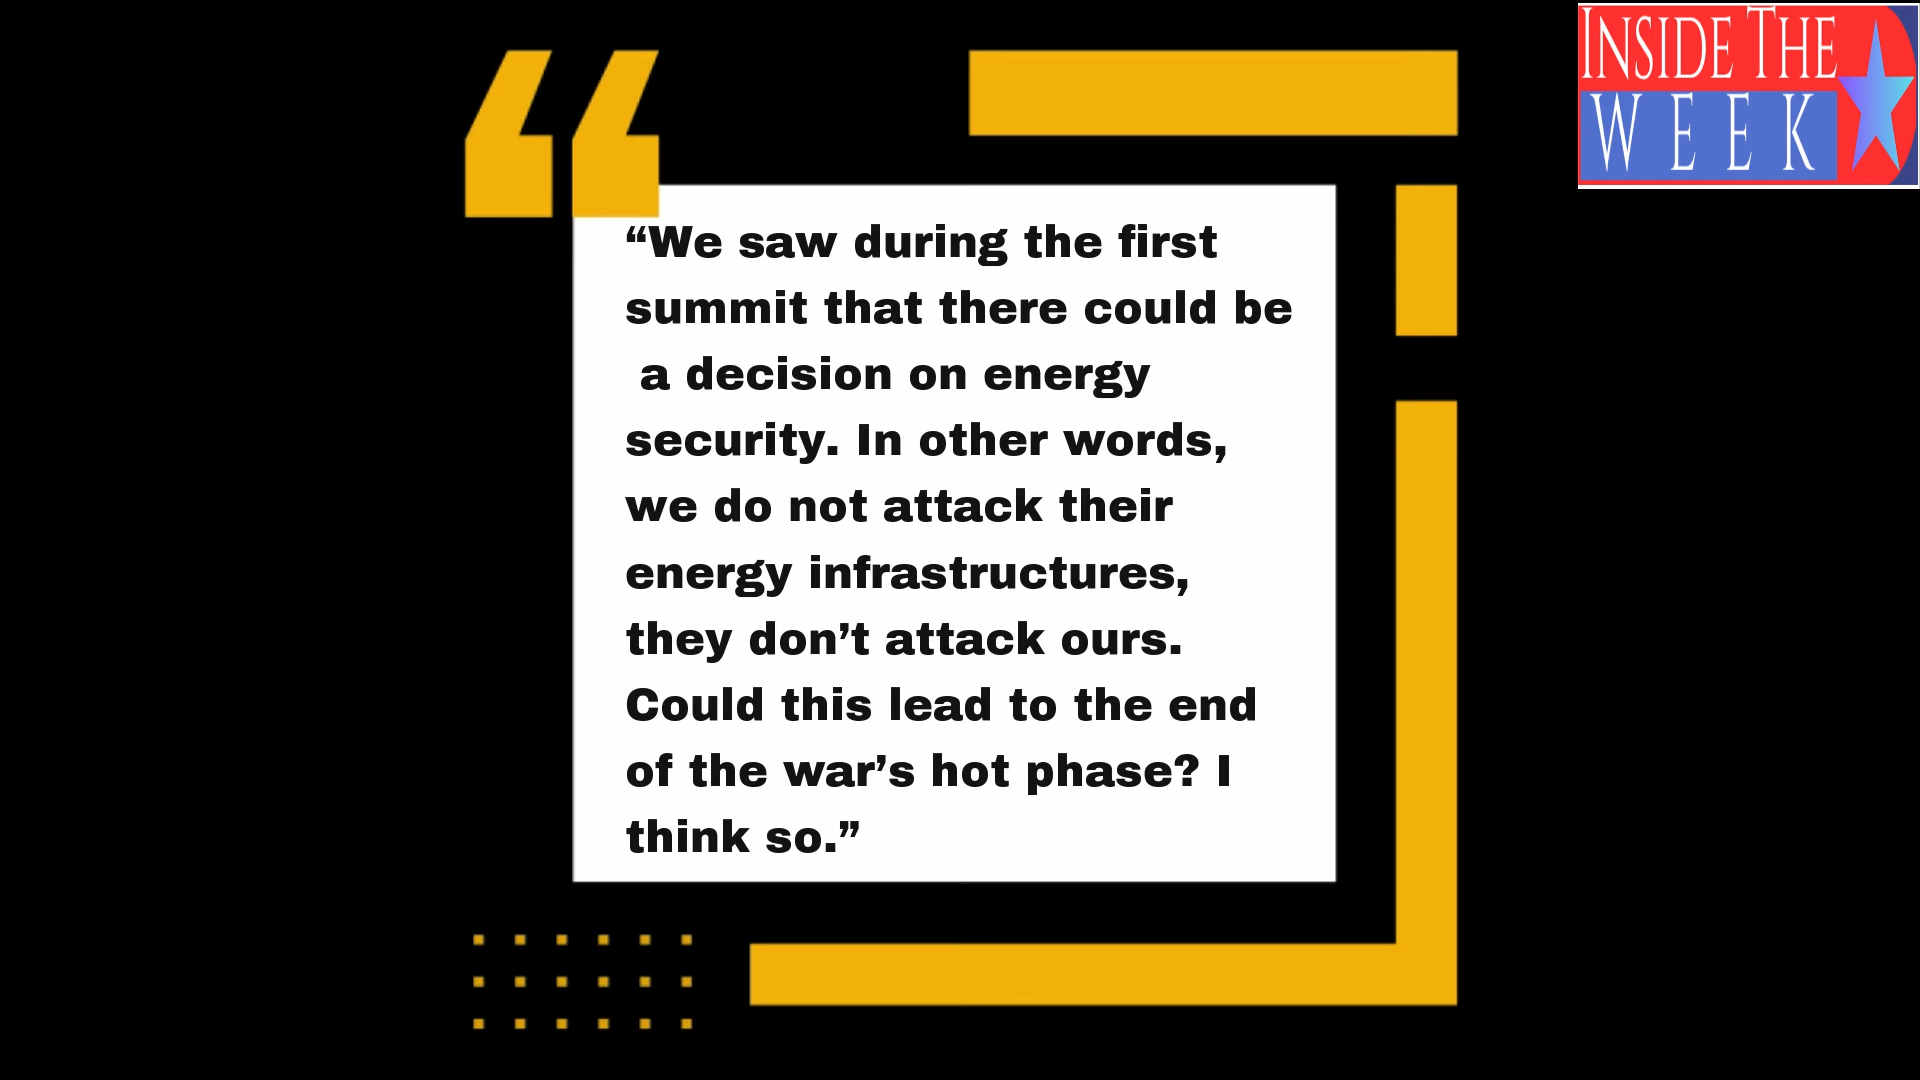 INSIDE THE
WEEK
“We saw during the first
summit that there could be
a decision on energy
security. In other words,
we do not attack their
energy infrastructures,
they don’t attack ours.
Could this lead to the end
of the war’s hot phase? I
think so.”